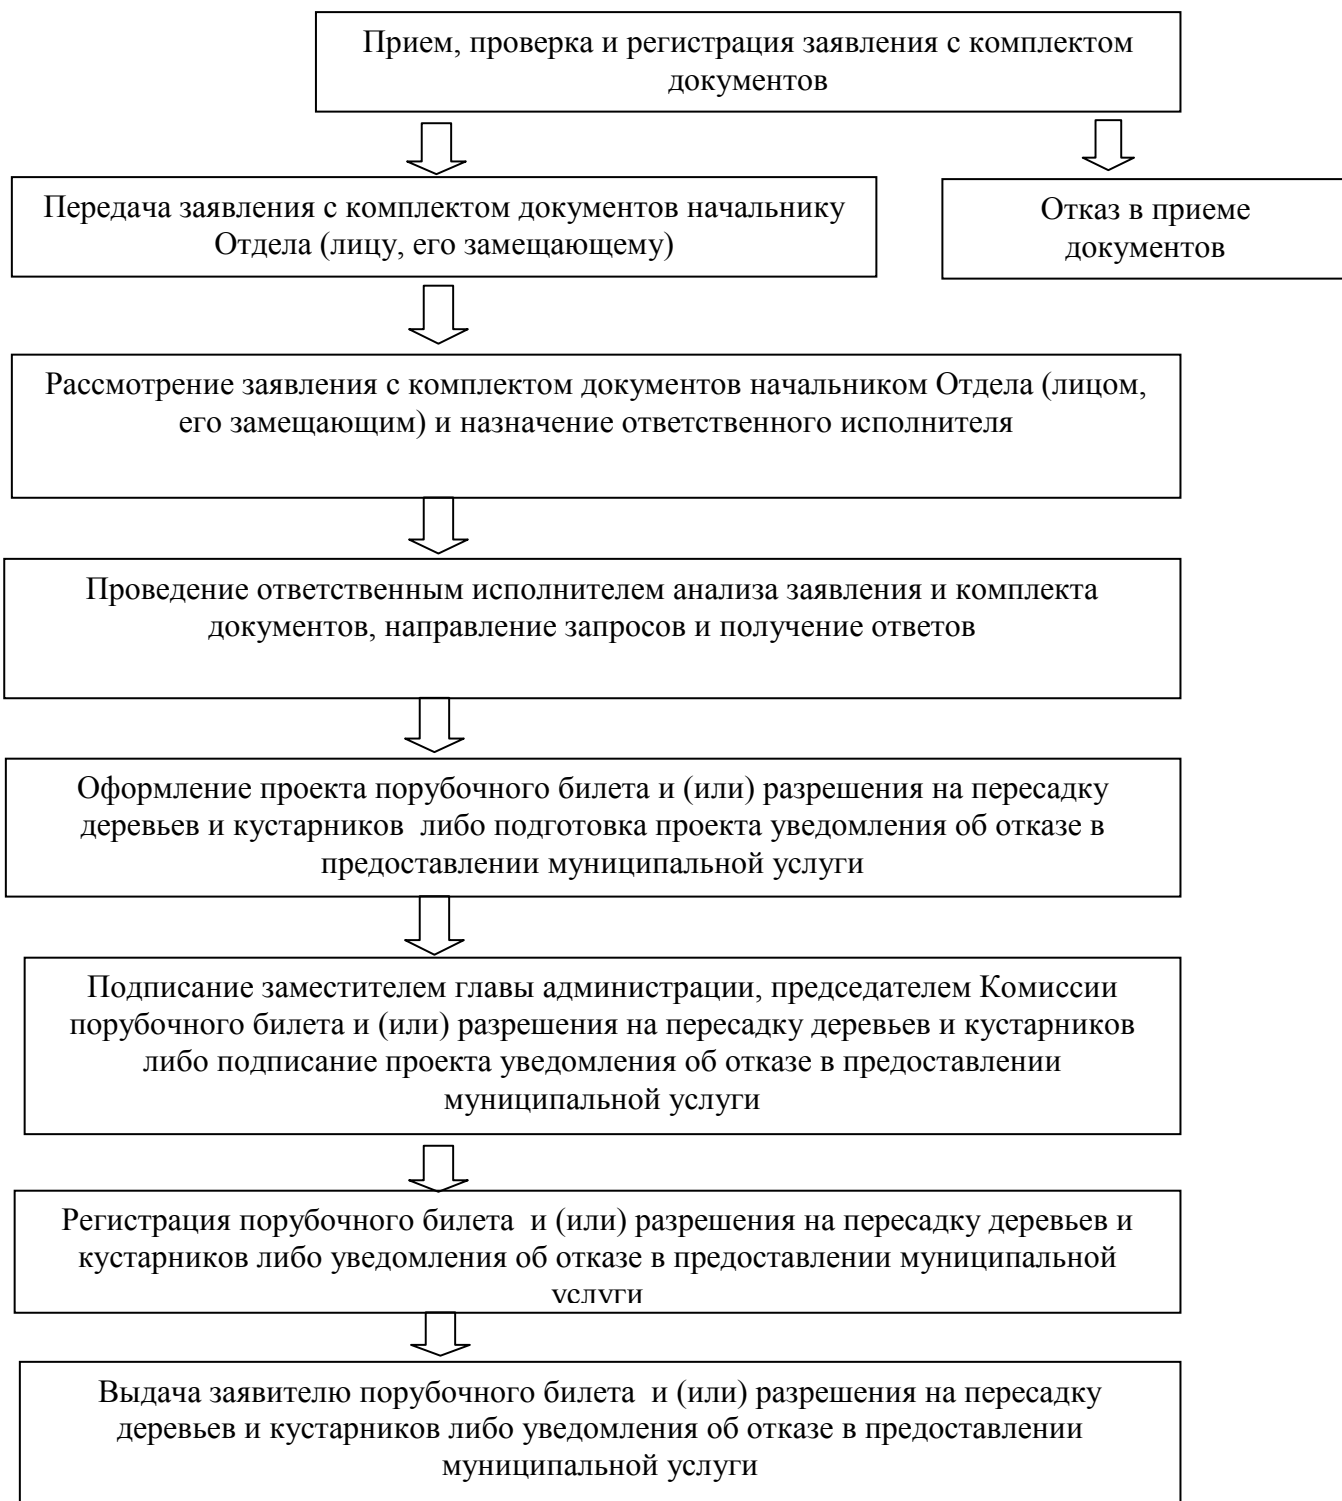 Прием, проверка и регистрация заявления с комплектом
документов
Передача заявления с комплектом документов начальнику
Отдела (лицу, его замещающему)
Отказ в приеме
документов
Рассмотрение заявления с комплектом документов начальником Отдела (лицом,
его замещающим) и назначение ответственного исполнителя
Проведение ответственным исполнителем анализа заявления и комплекта
документов, направление запросов и получение ответов
Оформление проекта порубочного билета и (или) разрешения на пересадку
деревьев и кустарников либо подготовка проекта уведомления об отказе в
предоставлении муниципальной услуги
Подписание заместителем главы администрации, председателем Комиссии
порубочного билета и (или) разрешения на пересадку деревьев и кустарников
либо подписание проекта уведомления об отказе в предоставлении
муниципальной услуги
Регистрация порубочного билета и (или) разрешения на пересадку деревьев и
кустарников либо уведомления об отказе в предоставлении муниципальной
услуги
Выдача заявителю порубочного билета и (или) разрешения на пересадку
деревьев и кустарников либо уведомления об отказе в предоставлении
муниципальной услуги